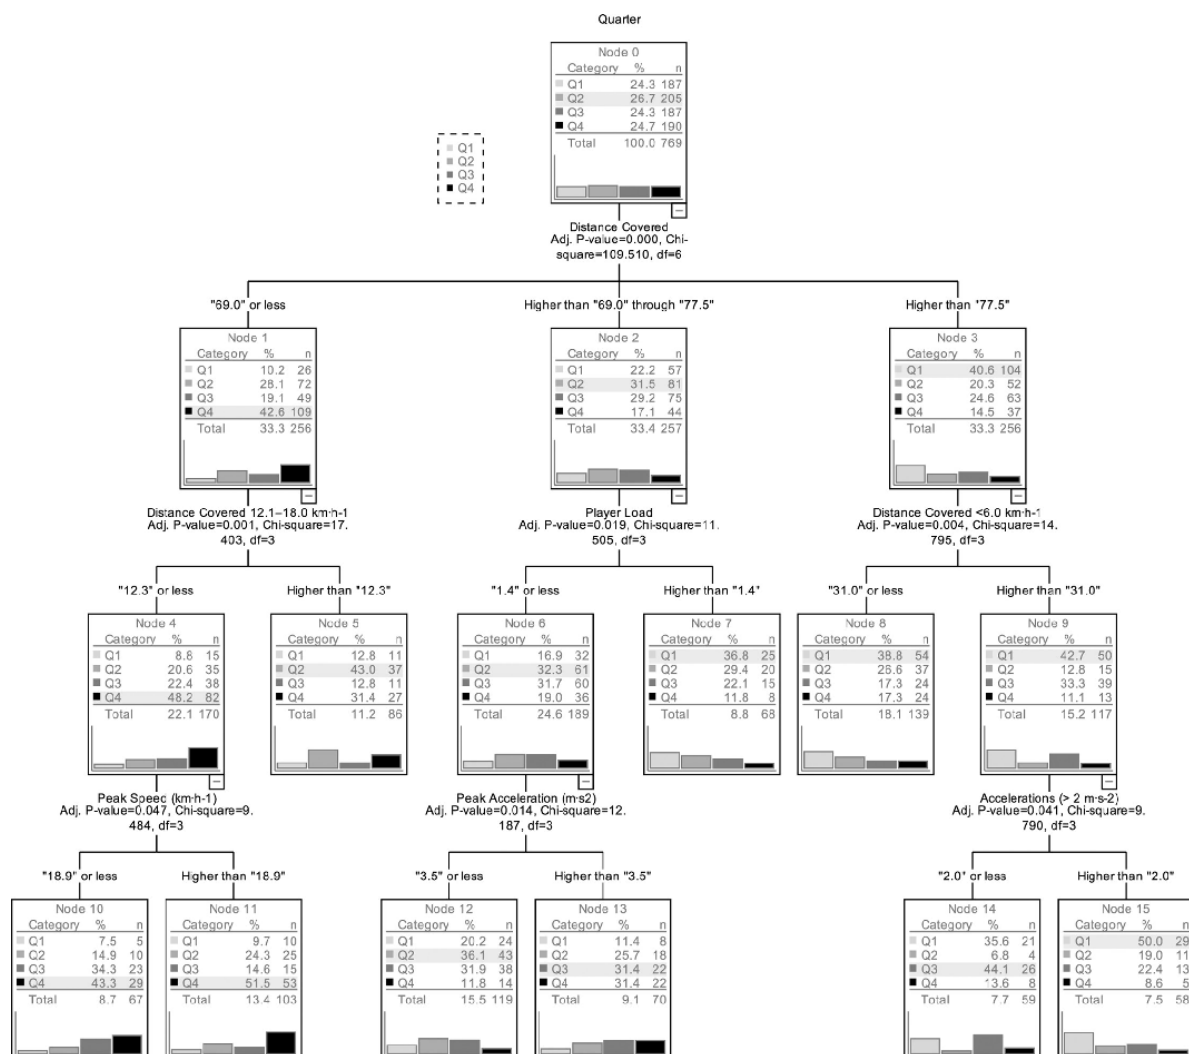 Quarter
Node 0
Category % n
Q1 24.3 187
Q2 26.7 205
Q3 24.3 187
Q4 24.7 190
Total 100.0 769
Q1
Q2
Q3
Q4
Distance Covered
Adj. P-value=0.000, Chi-
square=109.510, df=6
"69.0" or less
Higher than "69.0" through "77.5"
Higher than "77.5"
Node 1
Category % n
Q1 10.2 26
Q2 28.1 72
Q3 19.1 49
Q4 42.6 109
Total 33.3 256
Node 2
Category % n
Q1 22.2 57
Q2 31.5 81
Q3 29.2 75
Q4 17.1 44
Total 33.4 257
Node 3
Category % n
Q1 40.6 104
Q2 20.3 52
Q3 24.6 63
Q4 14.5 37
Total 33.3 256
Distance Covered 12.1–18.0 km·h-1
Adj. P-value=0.001, Chi-square=17.
403, df=3
Player Load
Adj. P-value=0.019, Chi-square=11.
505, df=3
Distance Covered <6.0 km·h-1
Adj. P-value=0.004, Chi-square=14.
795, df=3
"12.3" or less
Higher than "12.3"
"1.4" or less
Higher than "1.4"
"31.0" or less
Higher than "31.0"
Node 4
Category % n
Q1 8.8 15
Q2 20.6 35
Q3 22.4 38
Q4 48.2 82
Total 22.1 170
Node 5
Category % n
Q1 12.8 11
Q2 43.0 37
Q3 12.8 11
Q4 31.4 27
Total 11.2 86
Node 6
Category % n
Q1 16.9 32
Q2 32.3 61
Q3 31.7 60
Q4 19.0 36
Total 24.6 189
Node 7
Category % n
Q1 36.8 25
Q2 29.4 20
Q3 22.1 15
Q4 11.8 8
Total 8.8 68
Node 8
Category % n
Q1 38.8 54
Q2 26.6 37
Q3 17.3 24
Q4 17.3 24
Total 18.1 139
Node 9
Category % n
Q1 42.7 50
Q2 12.8 15
Q3 33.3 39
Q4 11.1 13
Total 15.2 117
Peak Speed (km·h-1)
Adj. P-value=0.047, Chi-square=9.
484, df=3
Peak Acceleration (m·s2)
Adj. P-value=0.014, Chi-square=12.
187, df=3
Accelerations (> 2 m·s-2)
Adj. P-value=0.041, Chi-square=9.
790, df=3
"18.9" or less
Higher than "18.9"
"3.5" or less
Higher than "3.5"
"2.0" or less
Higher than "2.0"
Node 10
Category % n
Q1 7.5 5
Q2 14.9 10
Q3 34.3 23
Q4 43.3 29
Total 8.7 67
Node 11
Category % n
Q1 9.7 10
Q2 24.3 25
Q3 14.6 15
Q4 51.5 53
Total 13.4 103
Node 12
Category % n
Q1 20.2 24
Q2 36.1 43
Q3 31.9 38
Q4 11.8 14
Total 15.5 119
Node 13
Category % n
Q1 11.4 8
Q2 25.7 18
Q3 31.4 22
Q4 31.4 22
Total 9.1 70
Node 14
Category % n
Q1 35.6 21
Q2 6.8 4
Q3 44.1 26
Q4 13.6 8
Total 7.7 59
Node 15
Category % n
Q1 50.0 29
Q2 19.0 11
Q3 22.4 13
Q4 8.6 5
Total 7.5 58